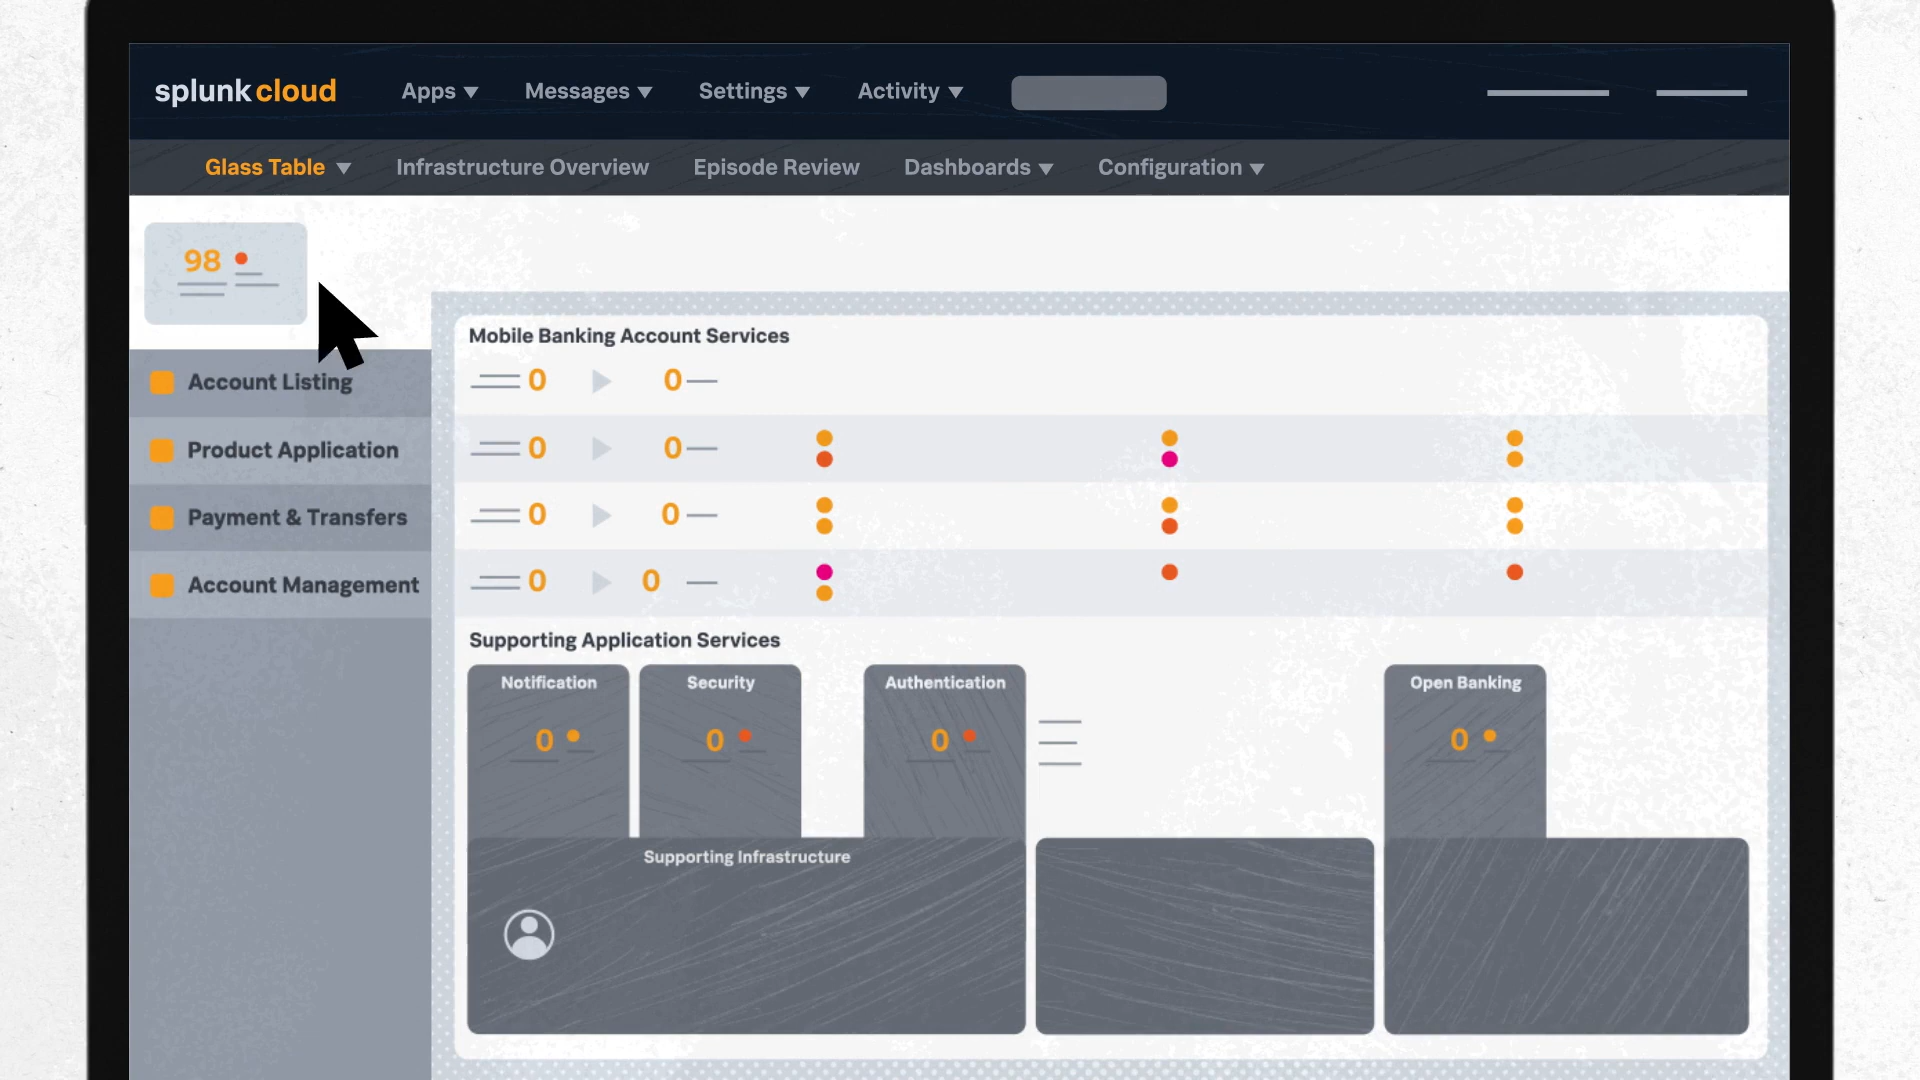 splunk cloud Apps Messages Settings Activity
Glass Table Infrastructure Overview Episode Review Dashboards Configuration
98
Account Listing
Product Application
Payment & Transfers
Account Management
Mobile Banking Account Services
0 0
0 0
0 0
0 0
Supporting Application Services
Notification Security Authentication Open Banking
0 0 0 0
Supporting Infrastructure